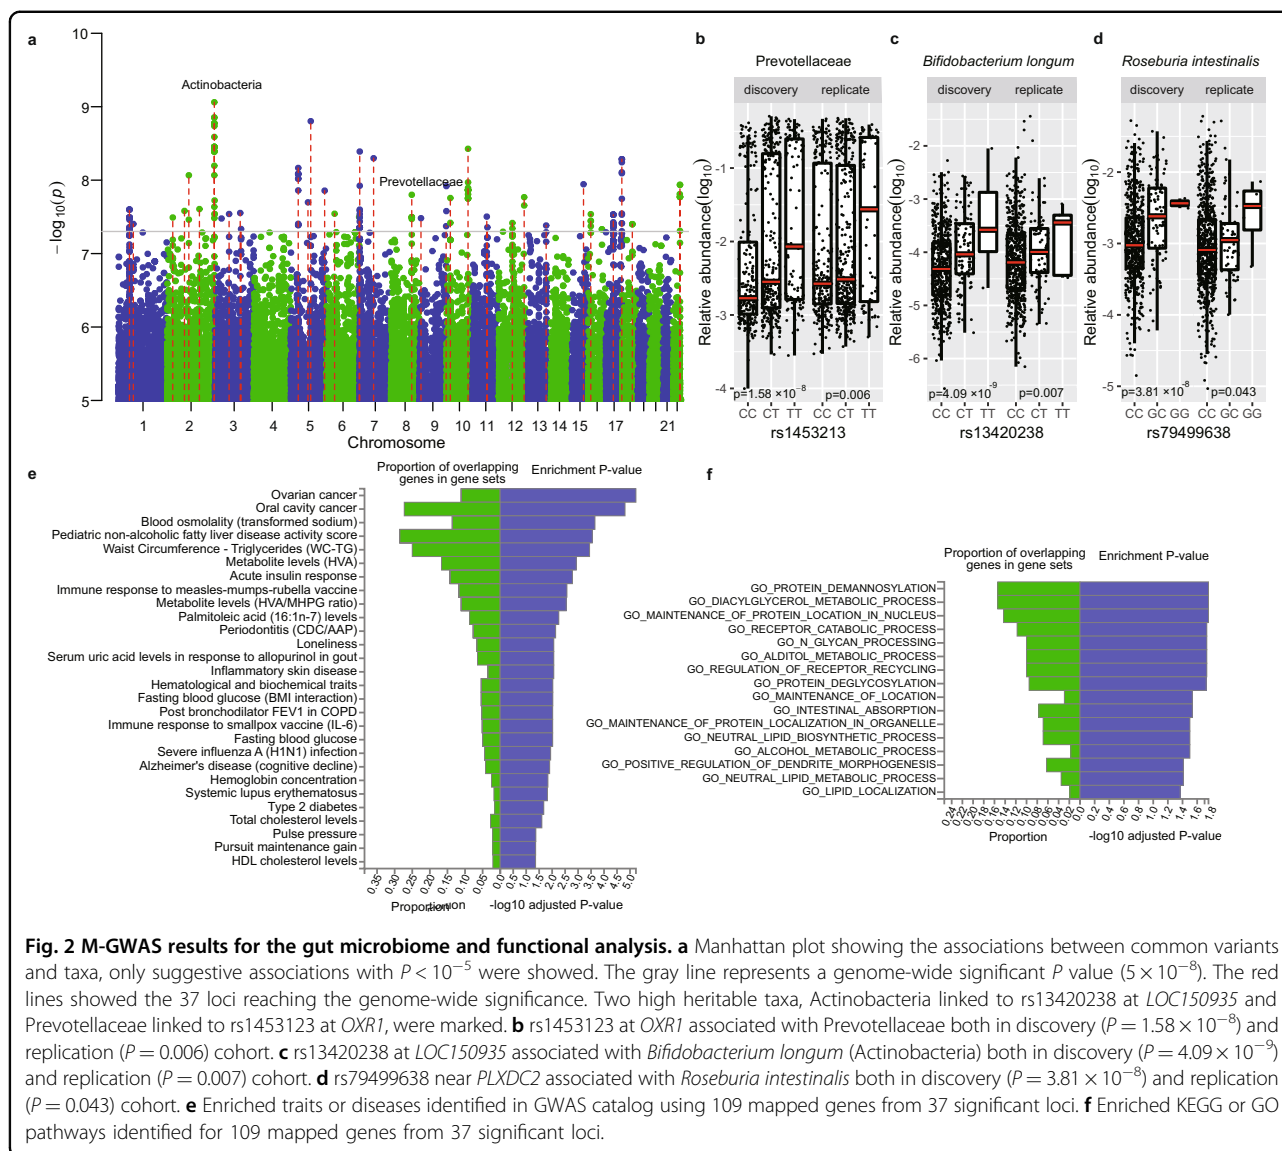 a
10
9
8
7
6
5
− log10 (p)
Actinobacteria
Prevotellaceae
1 2 3 4 5 6 7 8 9 10 11 12 13 14 15 17 19 21
Chromosome
b
Prevotellaceae
discovery replicate
Relative abundance(log10)
-1
-2
-3
-4
p=1.58 ×10−8 p=0.006
CC CT TT CC CT TT
rs1453213
c
Bifidobacterium longum
discovery replicate
Relative abundance(log10)
-2
-3
-4
-5
-6
p=4.09 ×10−9 p=0.007
CC CT TT CC CT TT
rs13420238
d
Roseburia intestinalis
discovery replicate
Relative abundance(log10)
-2
-3
-4
-5
p=3.81 ×10−8 p=0.043
CC GC GG CC GC GG
rs79499638
e
Proportion of overlapping
genes in gene sets
Enrichment P-value
Ovarian cancer
Oral cavity cancer
Blood osmolality (transformed sodium)
Pediatric non-alcoholic fatty liver disease activity score
Waist Circumference - Triglycerides (WC-TG)
Metabolite levels (HVA)
Acute insulin response
Immune response to measles-mumps-rubella vaccine
Metabolite levels (HVA/MHPG ratio)
Palmitoleic acid (16:1n-7) levels
Periodontitis (CDC/AAP)
Loneliness
Serum uric acid levels in response to allopurinol in gout
Inflammatory skin disease
Hematological and biochemical traits
Fasting blood glucose (BMI interaction)
Post bronchodilator FEV1 in COPD
Immune response to smallpox vaccine (IL-6)
Fasting blood glucose
Severe influenza A (H1N1) infection
Alzheimer's disease (cognitive decline)
Hemoglobin concentration
Systemic lupus erythematosus
Type 2 diabetes
Total cholesterol levels
Pulse pressure
Pursuit maintenance gain
HDL cholesterol levels
0.35 0.30 0.25 0.20 0.15 0.10 0.05 0.0 0.5 1.0 1.5 2.0 2.5 3.0 3.5 4.0 4.5 5.0
Proportion -log10 adjusted P-value
f
Proportion of overlapping
genes in gene sets
Enrichment P-value
GO_PROTEIN_DEMANNOSYLATION
GO_DIACYLGLYCEROL_METABOLIC_PROCESS
GO_MAINTENANCE_OF_PROTEIN_LOCATION_IN_NUCLEUS
GO_RECEPTOR_CATABOLIC_PROCESS
GO_N_GLYCAN_PROCESSING
GO_ALDITOL_METABOLIC_PROCESS
GO_REGULATION_OF_RECEPTOR_RECYCLING
GO_PROTEIN_DEGLYCOSYLATION
GO_MAINTENANCE_OF_LOCATION
GO_INTESTINAL_ABSORPTION
GO_MAINTENANCE_OF_PROTEIN_LOCALIZATION_IN_ORGANELLE
GO_NEUTRAL_LIPID_BIOSYNTHETIC_PROCESS
GO_ALCOHOL_METABOLIC_PROCESS
GO_POSITIVE_REGULATION_OF_DENDRITE_MORPHOGENESIS
GO_NEUTRAL_LIPID_METABOLIC_PROCESS
GO_LIPID_LOCALIZATION
0.24 0.22 0.20 0.18 0.16 0.14 0.12 0.10 0.08 0.06 0.04 0.02 0.0 0.2 0.4 0.6 0.8 1.0 1.2 1.4 1.6 1.8
Proportion -log10 adjusted P-value
Fig. 2 M-GWAS results for the gut microbiome and functional analysis. a Manhattan plot showing the associations between common variants
and taxa, only suggestive associations with P < 10−5 were showed. The gray line represents a genome-wide significant P value (5 × 10−8). The red
lines showed the 37 loci reaching the genome-wide significance. Two high heritable taxa, Actinobacteria linked to rs13420238 at LOC150935 and
Prevotellaceae linked to rs1453123 at OXR1, were marked. b rs1453123 at OXR1 associated with Prevotellaceae both in discovery (P = 1.58 × 10−8) and
replication (P = 0.006) cohort. c rs13420238 at LOC150935 associated with Bifidobacterium longum (Actinobacteria) both in discovery (P = 4.09 × 10−9)
and replication (P = 0.007) cohort. d rs79499638 near PLXDC2 associated with Roseburia intestinalis both in discovery (P = 3.81 × 10−8) and replication
(P = 0.043) cohort. e Enriched traits or diseases identified in GWAS catalog using 109 mapped genes from 37 significant loci. f Enriched KEGG or GO
pathways identified for 109 mapped genes from 37 significant loci.